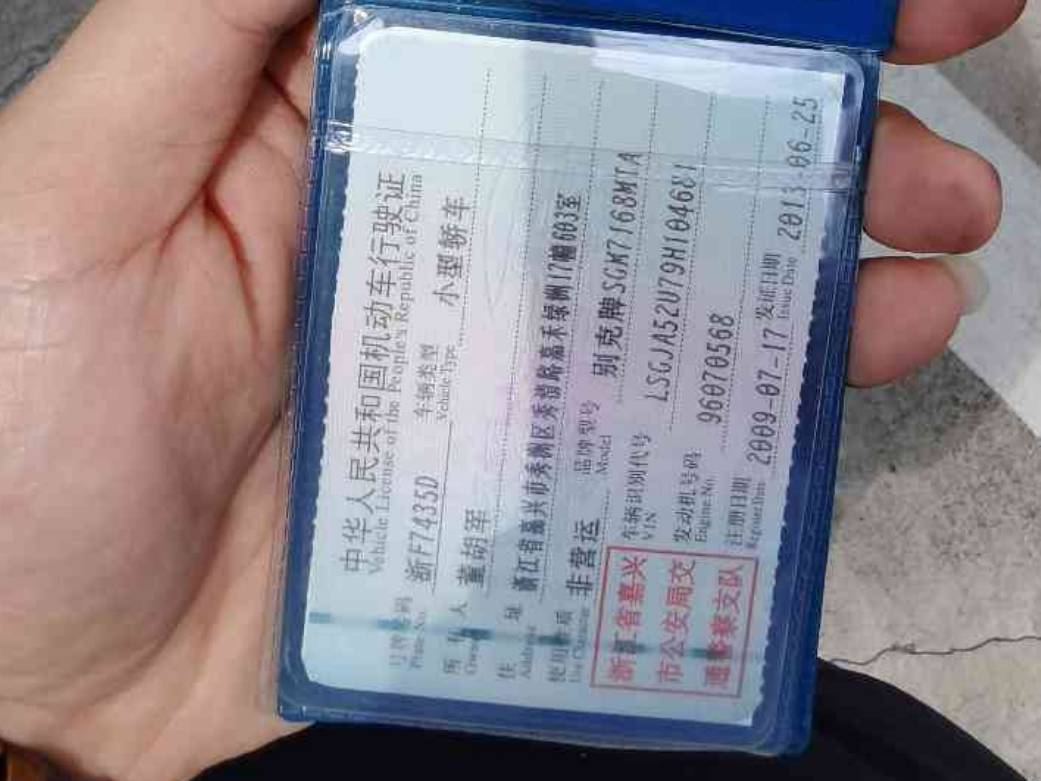 中华人民共和国机动车行驶证
Vehicle License of the People's Republic of China
号牌号码 浙F7435D 车辆类型 小型轿车
Plate No. Vehicle Type
所有人 董胡军
Owner
住址 浙江省嘉兴市秀洲区秀清路嘉禾绿洲17幢603室
Address
使用性质 非营运 品牌型号 别克牌SGM7168MTA
Use Character Model
车辆识别代号 LSGJA52U79H104681
VIN
发动机号码 96070568
Engine No.
注册日期 2009-07-17 发证日期 2013-06-25
Register Date Issue Date
浙江省嘉兴
市公安局交
通警察支队